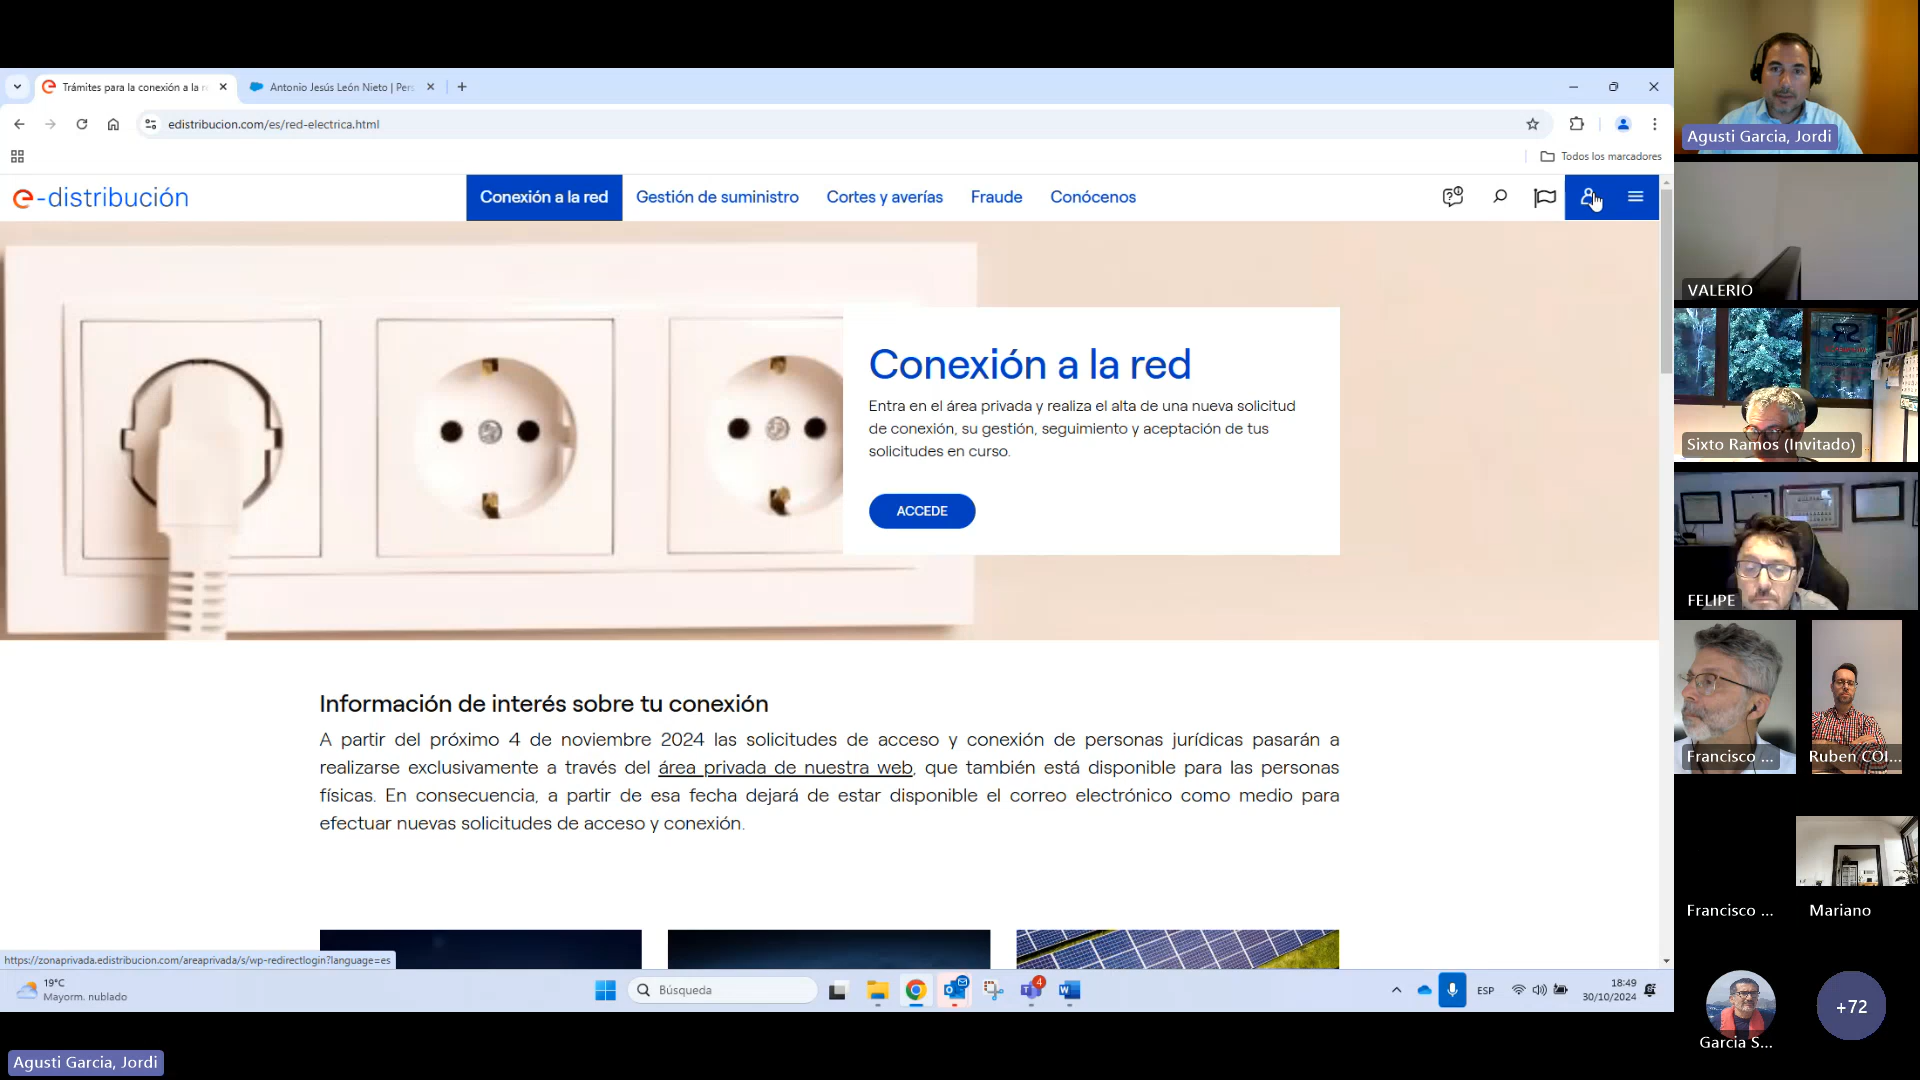 Trámites para la conexión a la r
Antonio Jesús León Nieto | Per
edistribucion.com/es/red-electrica.html
Todos los marcadores
e-distribución
Conexión a la red
Gestión de suministro
Cortes y averías
Fraude
Conócenos
Conexión a la red
Entra en el área privada y realiza el alta de una nueva solicitud
de conexión, su gestión, seguimiento y aceptación de tus
solicitudes en curso.
ACCEDE
Información de interés sobre tu conexión
A partir del próximo 4 de noviembre 2024 las solicitudes de acceso y conexión de personas jurídicas pasarán a
realizarse exclusivamente a través del área privada de nuestra web, que también está disponible para las personas
físicas. En consecuencia, a partir de esa fecha dejará de estar disponible el correo electrónico como medio para
efectuar nuevas solicitudes de acceso y conexión.
https://zonaprivada.edistribucion.com/areaprivada/s/wp-redirectlogin?language=es
19°C
Mayorm. nublado
Búsqueda
4
ESP
18:49
30/10/2024
Agusti Garcia, Jordi
Agusti Garcia, Jordi
VALERIO
Sixto Ramos (Invitado)
FELIPE
Francisco ...
Ruben COI...
Francisco ...
Mariano
Garcia S...
+72